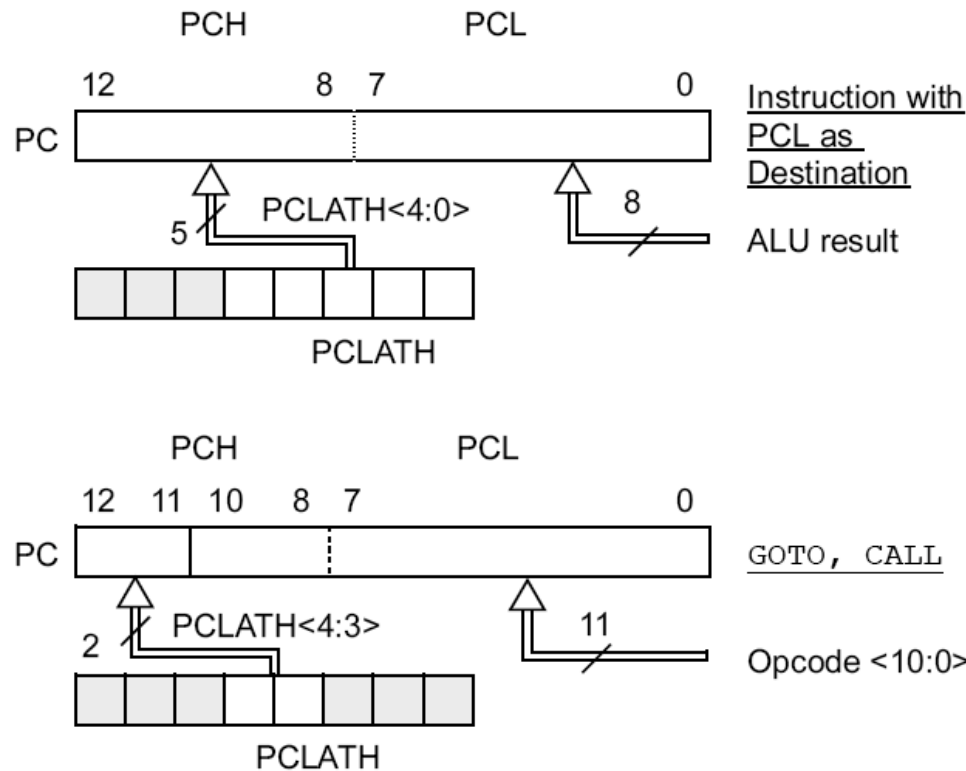 PCH PCL
12 8 7 0
PC
Instruction with
PCL as
Destination
5 PCLATH<4:0> 8
ALU result
PCLATH
PCH PCL
12 11 10 8 7 0
PC GOTO, CALL
2 PCLATH<4:3> 11
Opcode <10:0>
PCLATH